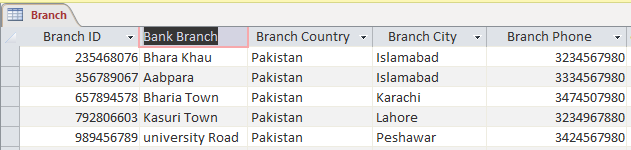 Branch
Branch ID Bank Branch Branch Country Branch City Branch Phone
235468076 Bhara Khau Pakistan Islamabad 3234567980
356789067 Aabpara Pakistan Islamabad 3334567980
657894578 Bharia Town Pakistan Karachi 3474507980
792806603 Kasuri Town Pakistan Lahore 3234967880
989456789 university Road Pakistan Peshawar 3424567980